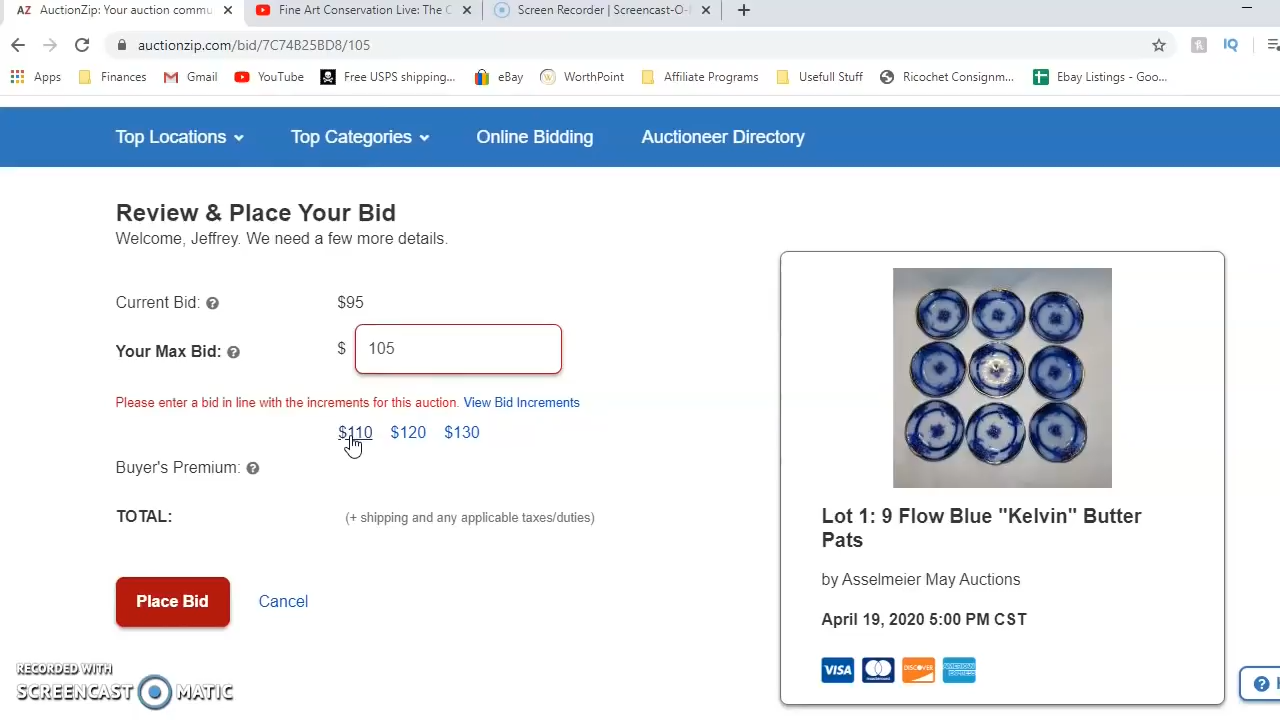 AZ AuctionZip: Your auction commu
Fine Art Conservation Live: The C
Screen Recorder | Screencast-O-
auctionzip.com/bid/7C74B25BD8/105
Apps Finances Gmail YouTube Free USPS shipping... eBay WorthPoint Affiliate Programs Usefull Stuff Ricochet Consignm... Ebay Listings - Goo...
Top Locations Top Categories Online Bidding Auctioneer Directory
Review & Place Your Bid
Welcome, Jeffrey. We need a few more details.
Current Bid: ? $95
Your Max Bid: ? $ 105
Please enter a bid in line with the increments for this auction. View Bid Increments
$110 $120 $130
Buyer's Premium: ?
TOTAL: (+ shipping and any applicable taxes/duties)
Place Bid Cancel
Lot 1: 9 Flow Blue "Kelvin" Butter
Pats
by Asselmeier May Auctions
April 19, 2020 5:00 PM CST
VISA mastercard DISCOVER AMERICAN EXPRESS
RECORDED WITH
SCREENCAST MATIC